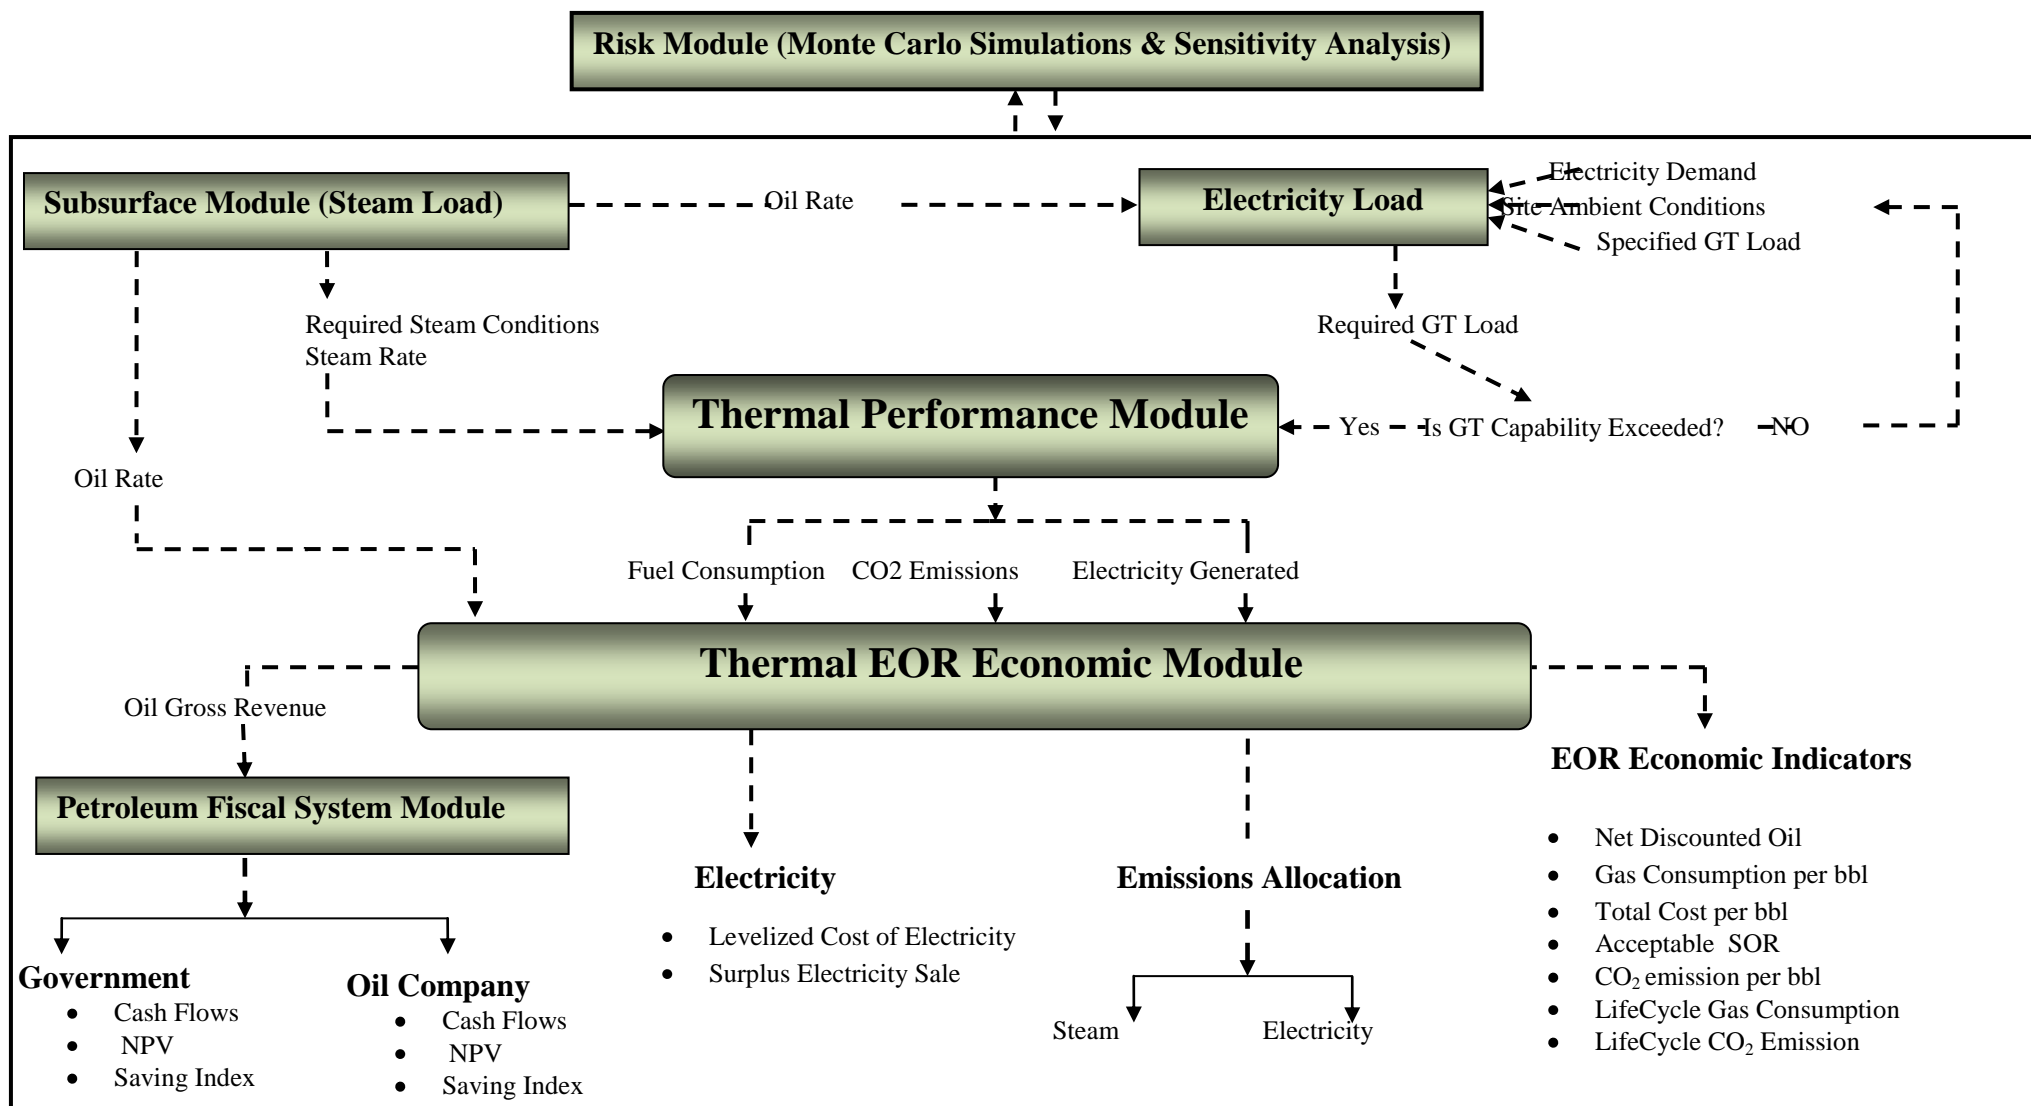 Risk Module (Monte Carlo Simulations & Sensitivity Analysis)
Subsurface Module (Steam Load)
Oil Rate
Electricity Load
Electricity Demand
Site Ambient Conditions
Specified GT Load
Required Steam Conditions
Steam Rate
Required GT Load
Thermal Performance Module
Yes
Is GT Capability Exceeded?
NO
Oil Rate
Fuel Consumption
CO2 Emissions
Electricity Generated
Thermal EOR Economic Module
Oil Gross Revenue
Petroleum Fiscal System Module
Government
• Cash Flows
• NPV
• Saving Index
Oil Company
• Cash Flows
• NPV
• Saving Index
Electricity
• Levelized Cost of Electricity
• Surplus Electricity Sale
Emissions Allocation
Steam
Electricity
EOR Economic Indicators
• Net Discounted Oil
• Gas Consumption per bbl
• Total Cost per bbl
• Acceptable SOR
• CO₂ emission per bbl
• LifeCycle Gas Consumption
• LifeCycle CO₂ Emission